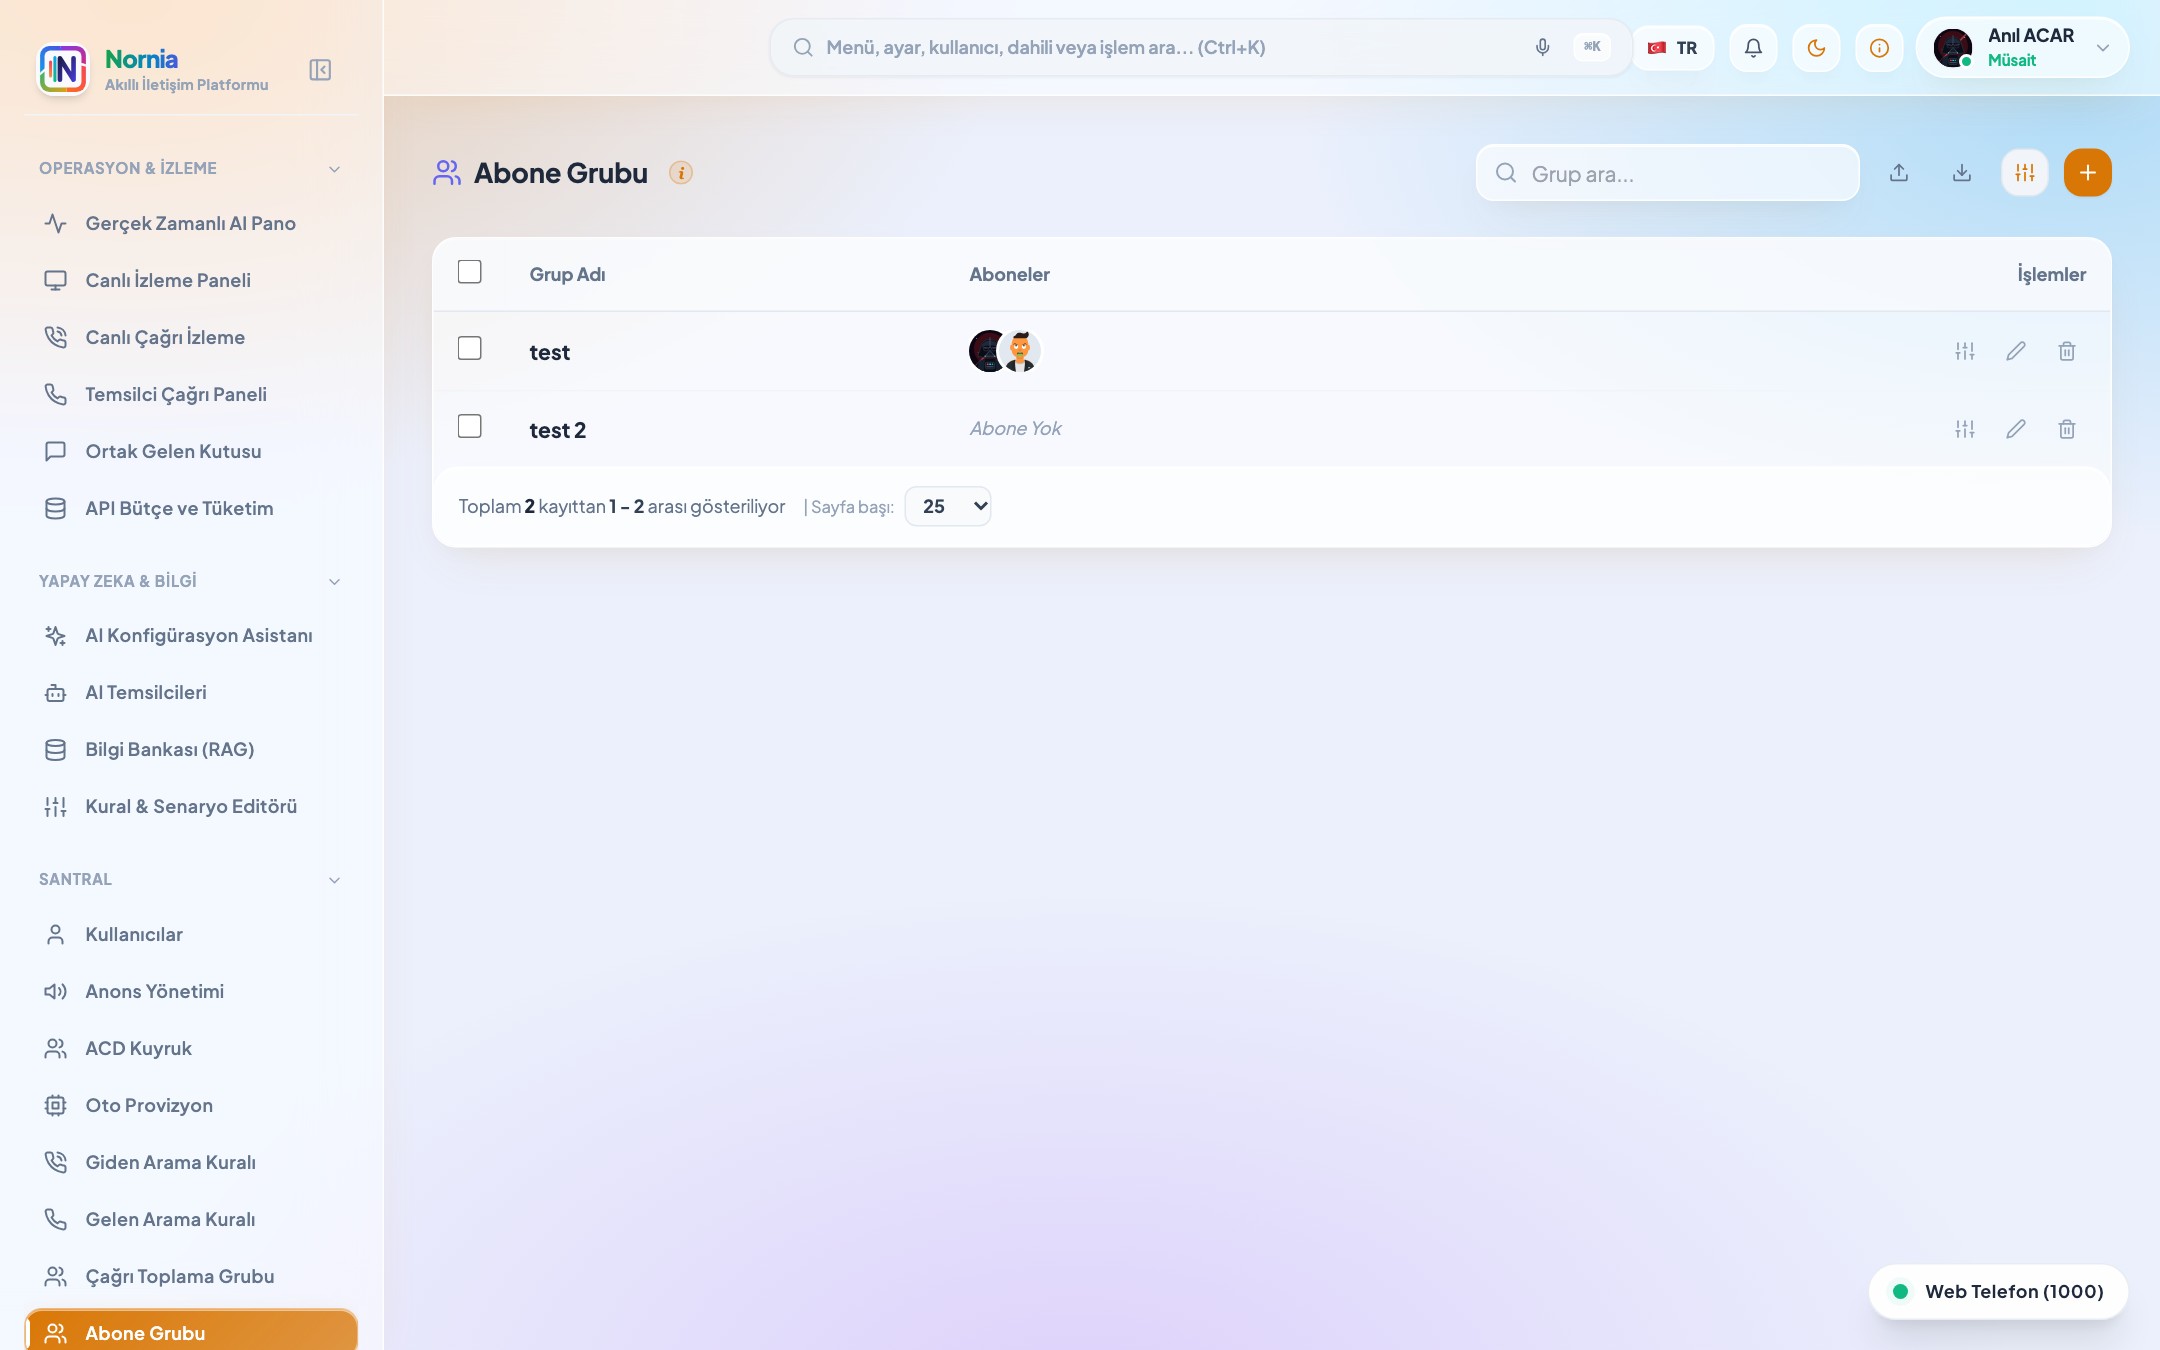 Nornia
Akıllı İletişim Platformu
Menü, ayar, kullanıcı, dahili veya işlem ara... (Ctrl+K)
⌘K
TR
Anıl ACAR
Müsait
OPERASYON & İZLEME
Gerçek Zamanlı AI Pano
Canlı İzleme Paneli
Canlı Çağrı İzleme
Temsilci Çağrı Paneli
Ortak Gelen Kutusu
API Bütçe ve Tüketim
YAPAY ZEKA & BİLGİ
AI Konfigürasyon Asistanı
AI Temsilcileri
Bilgi Bankası (RAG)
Kural & Senaryo Editörü
SANTRAL
Kullanıcılar
Anons Yönetimi
ACD Kuyruk
Oto Provizyon
Giden Arama Kuralı
Gelen Arama Kuralı
Çağrı Toplama Grubu
Abone Grubu
Abone Grubu
Grup ara...
Grup Adı Aboneler İşlemler
test
test 2 Abone Yok
Toplam 2 kayıttan 1 - 2 arası gösteriliyor | Sayfa başı: 25
Web Telefon (1000)